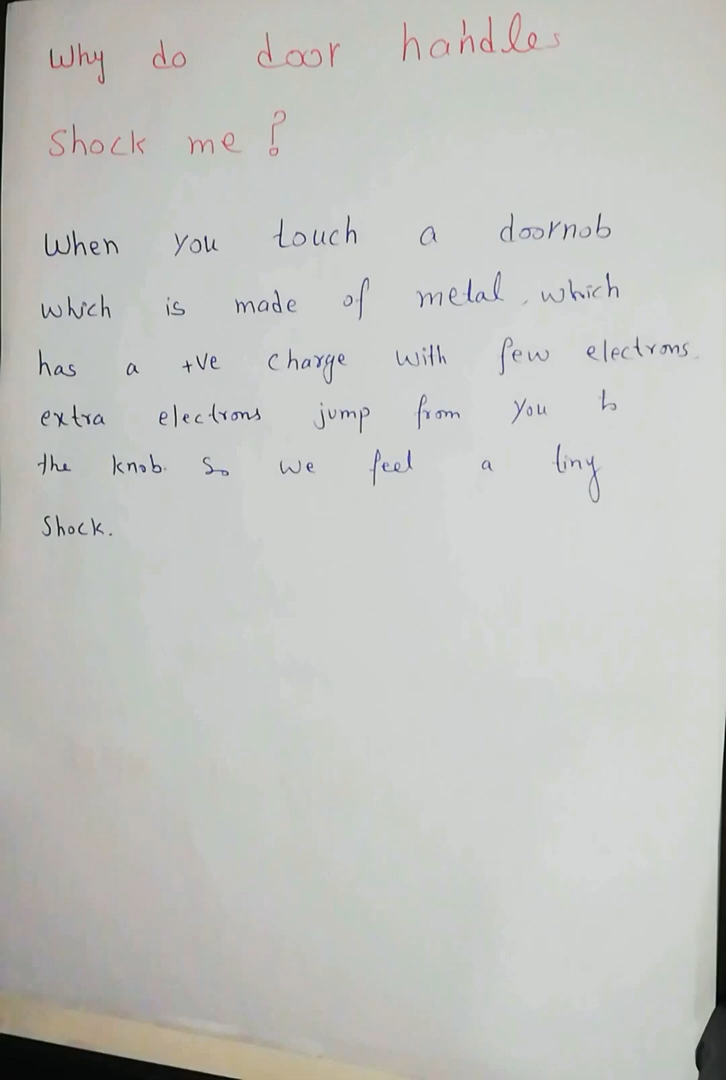 Why do door handles
Shock me ?
When you touch a doornob
which is made of metal, which
has a +ve charge with few electrons.
extra electrons jump from you to
the knob. So we feel a tiny
Shock.